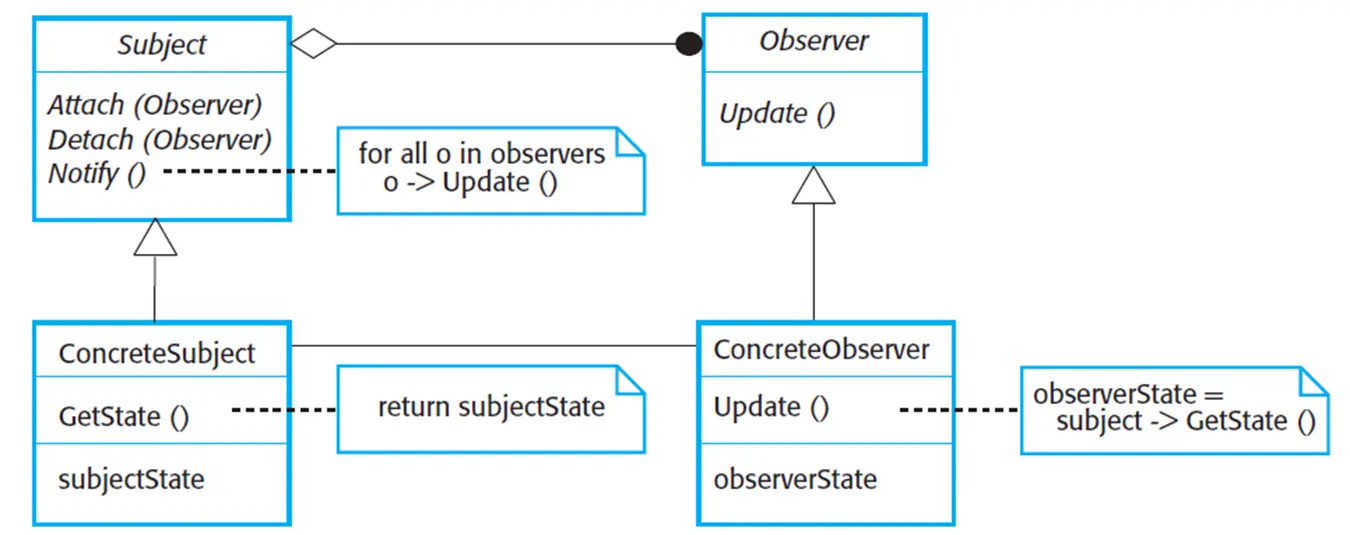 Subject
Attach (Observer)
Detach (Observer)
Notify ()
for all o in observers
o -> Update ()
Observer
Update ()
ConcreteSubject
GetState ()
subjectState
return subjectState
ConcreteObserver
Update ()
observerState
observerState =
subject -> GetState ()